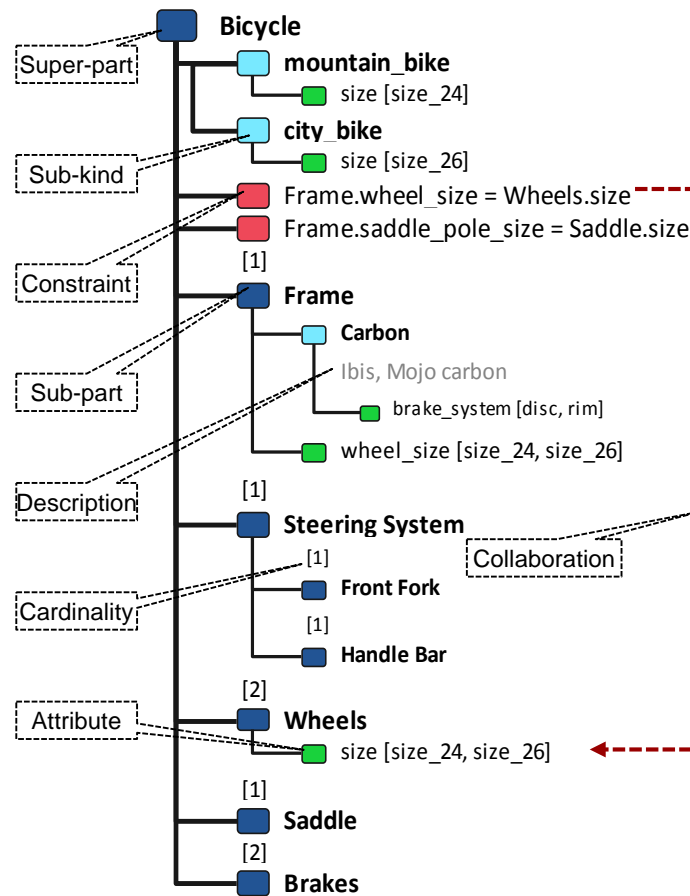 Bicycle
Super-part
mountain_bike
size [size_24]
city_bike
size [size_26]
Sub-kind
Frame.wheel_size = Wheels.size
Frame.saddle_pole_size = Saddle.size
Constraint
[1]
Frame
Carbon
Ibis, Mojo carbon
Sub-part
brake_system [disc, rim]
wheel_size [size_24, size_26]
Description
[1]
Steering System
Collaboration
[1]
Cardinality
Front Fork
[1]
Handle Bar
[2]
Wheels
Attribute
size [size_24, size_26]
[1]
Saddle
[2]
Brakes